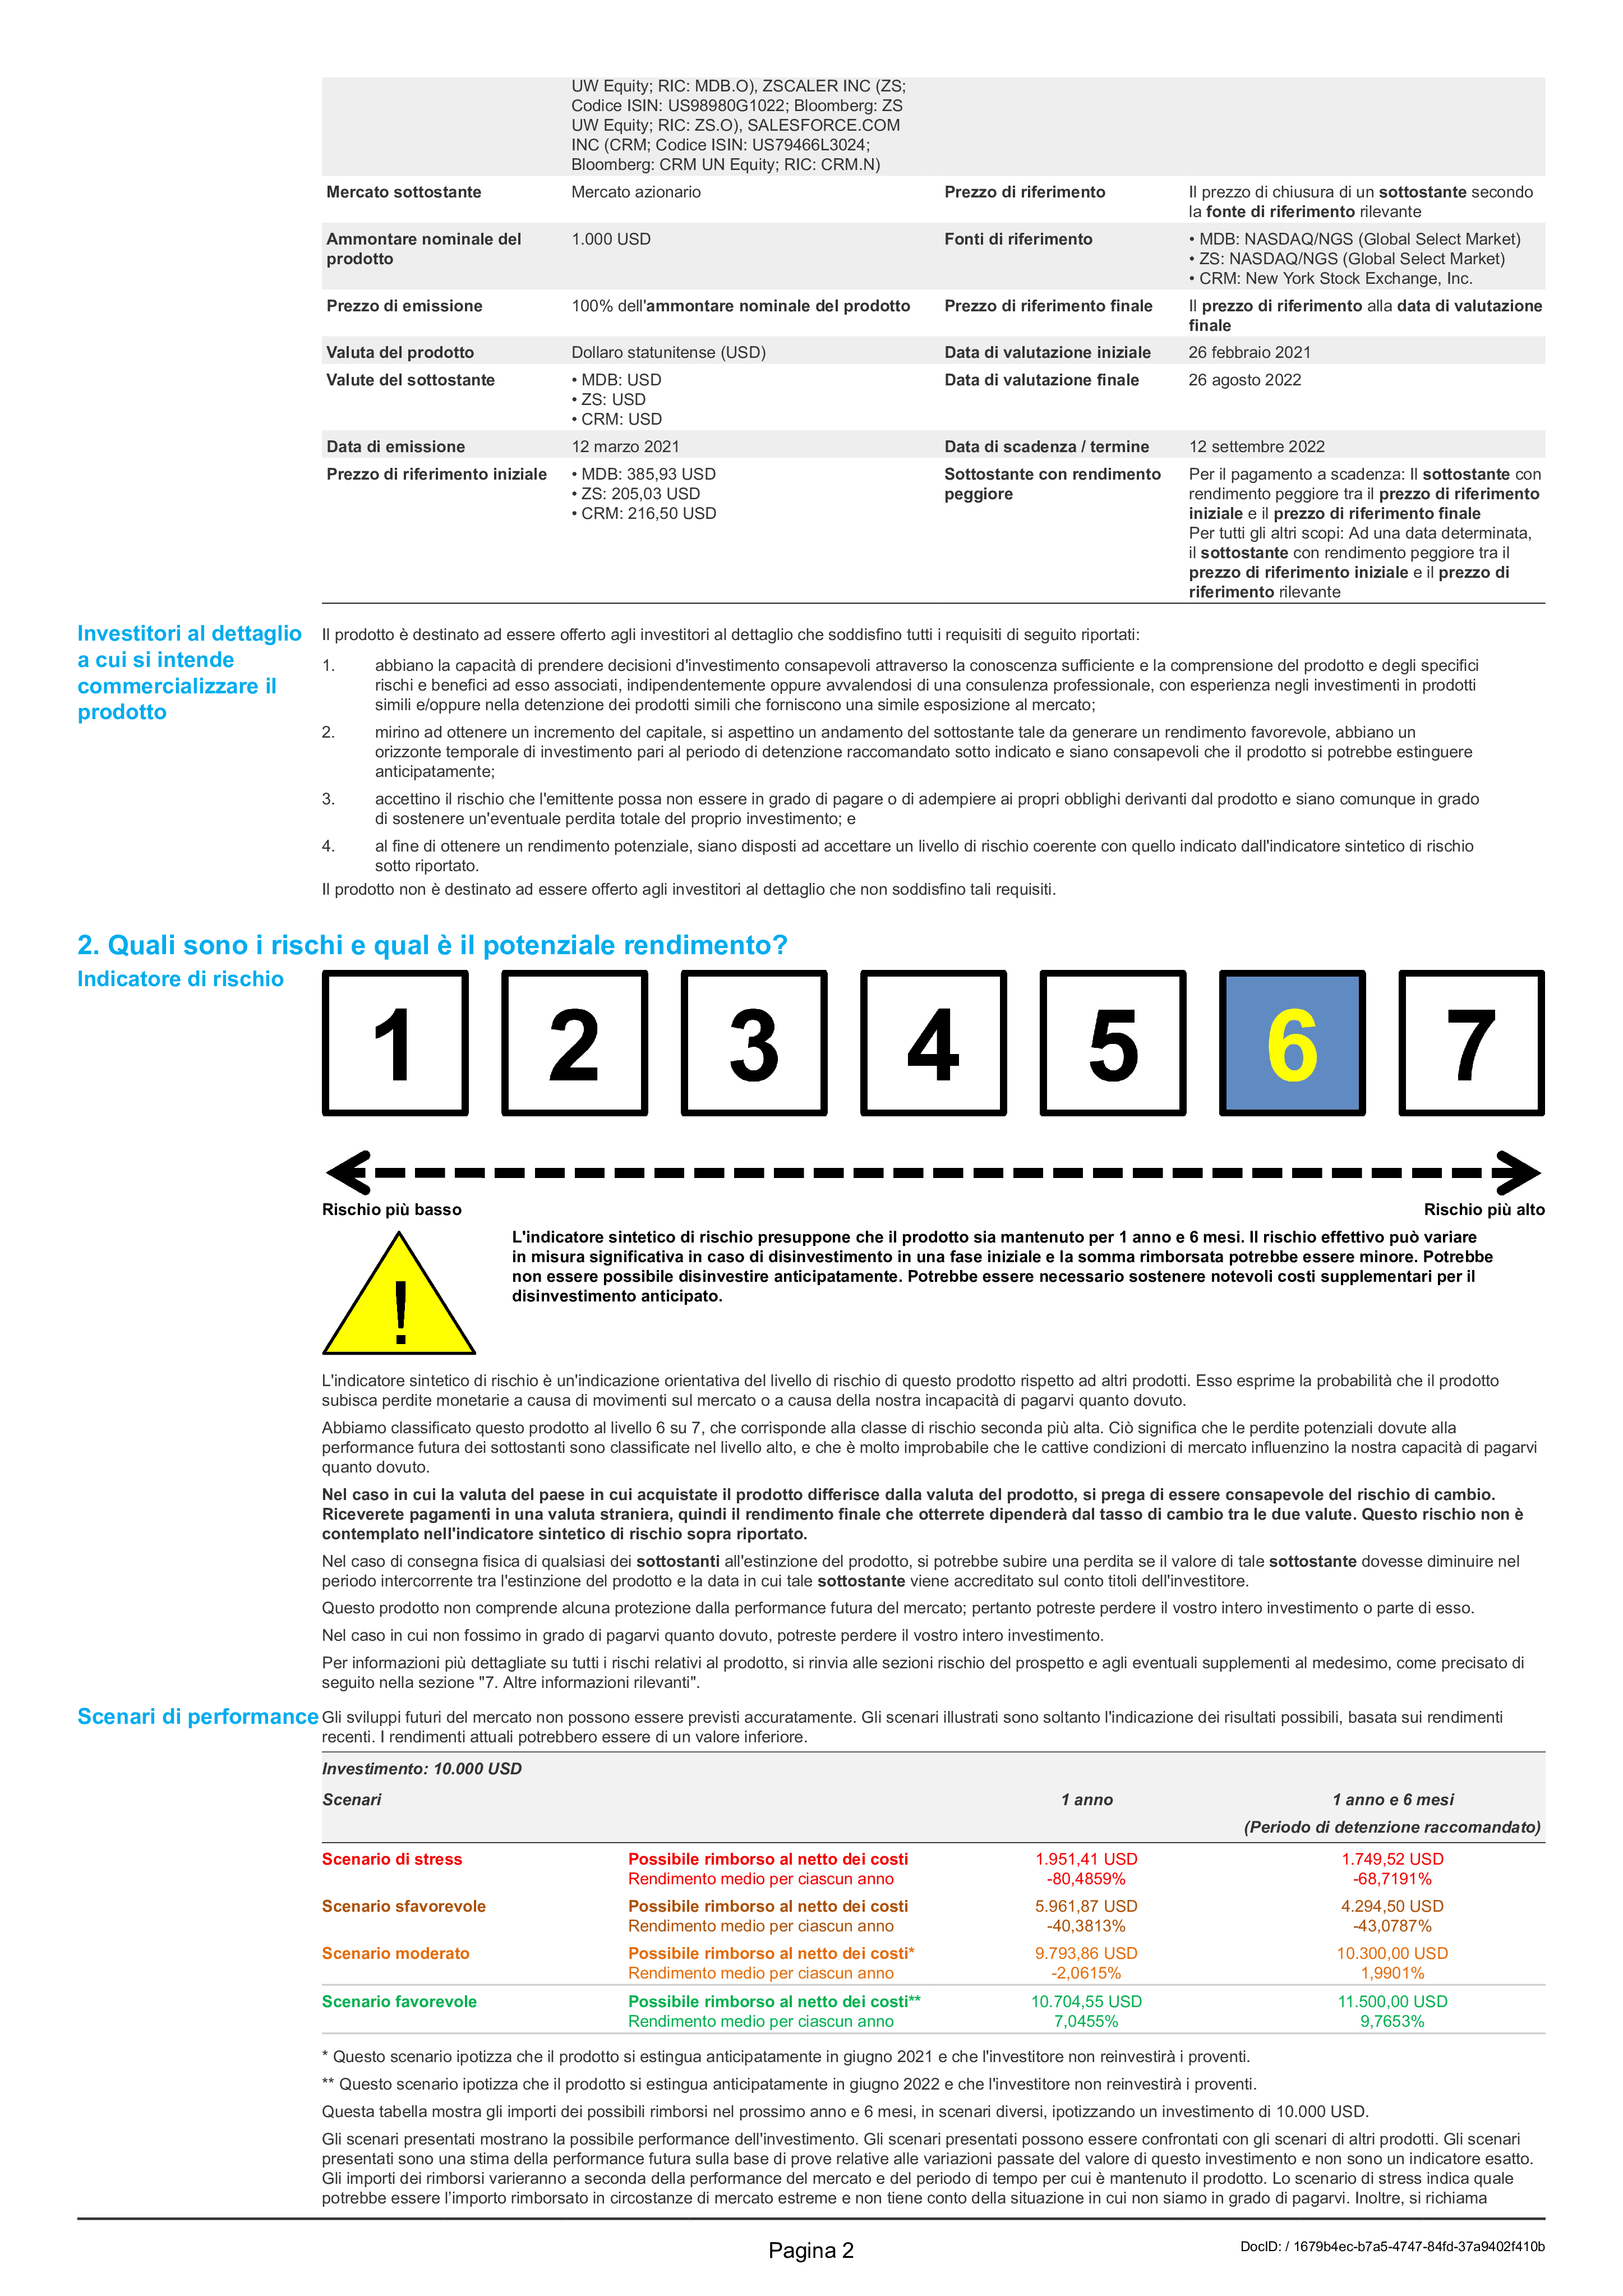 UW Equity; RIC: MDB.O), ZSCALER INC (ZS;
Codice ISIN: US98980G1022; Bloomberg: ZS
UW Equity; RIC: ZS.O), SALESFORCE.COM
INC (CRM; Codice ISIN: US79466L3024;
Bloomberg: CRM UN Equity; RIC: CRM.N)
Mercato sottostante
Mercato azionario
Prezzo di riferimento
Il prezzo di chiusura di un sottostante secondo
la fonte di riferimento rilevante
Ammontare nominale del
prodotto
1.000 USD
Fonti di riferimento
• MDB: NASDAQ/NGS (Global Select Market)
• ZS: NASDAQ/NGS (Global Select Market)
• CRM: New York Stock Exchange, Inc.
Prezzo di emissione
100% dell'ammontare nominale del prodotto
Prezzo di riferimento finale
Il prezzo di riferimento alla data di valutazione
finale
Valuta del prodotto
Dollaro statunitense (USD)
Data di valutazione iniziale
26 febbraio 2021
Valute del sottostante
• MDB: USD
• ZS: USD
• CRM: USD
Data di valutazione finale
26 agosto 2022
Data di emissione
12 marzo 2021
Data di scadenza / termine
12 settembre 2022
Prezzo di riferimento iniziale
• MDB: 385,93 USD
• ZS: 205,03 USD
• CRM: 216,50 USD
Sottostante con rendimento
peggiore
Per il pagamento a scadenza: Il sottostante con
rendimento peggiore tra il prezzo di riferimento
iniziale e il prezzo di riferimento finale
Per tutti gli altri scopi: Ad una data determinata,
il sottostante con rendimento peggiore tra il
prezzo di riferimento iniziale e il prezzo di
riferimento rilevante
Investitori al dettaglio
a cui si intende
commercializzare il
prodotto
Il prodotto è destinato ad essere offerto agli investitori al dettaglio che soddisfino tutti i requisiti di seguito riportati:
1. abbiano la capacità di prendere decisioni d'investimento consapevoli attraverso la conoscenza sufficiente e la comprensione del prodotto e degli specifici
rischi e benefici ad esso associati, indipendentemente oppure avvalendosi di una consulenza professionale, con esperienza negli investimenti in prodotti
simili e/oppure nella detenzione dei prodotti simili che forniscono una simile esposizione al mercato;
2. mirino ad ottenere un incremento del capitale, si aspettino un andamento del sottostante tale da generare un rendimento favorevole, abbiano un
orizzonte temporale di investimento pari al periodo di detenzione raccomandato sotto indicato e siano consapevoli che il prodotto si potrebbe estinguere
anticipatamente;
3. accettino il rischio che l'emittente possa non essere in grado di pagare o di adempiere ai propri obblighi derivanti dal prodotto e siano comunque in grado
di sostenere un'eventuale perdita totale del proprio investimento; e
4. al fine di ottenere un rendimento potenziale, siano disposti ad accettare un livello di rischio coerente con quello indicato dall'indicatore sintetico di rischio
sotto riportato.
Il prodotto non è destinato ad essere offerto agli investitori al dettaglio che non soddisfino tali requisiti.
2. Quali sono i rischi e qual è il potenziale rendimento?
Indicatore di rischio
1 2 3 4 5 6 7
Rischio più basso
Rischio più alto
!
L'indicatore sintetico di rischio presuppone che il prodotto sia mantenuto per 1 anno e 6 mesi. Il rischio effettivo può variare
in misura significativa in caso di disinvestimento in una fase iniziale e la somma rimborsata potrebbe essere minore. Potrebbe
non essere possibile disinvestire anticipatamente. Potrebbe essere necessario sostenere notevoli costi supplementari per il
disinvestimento anticipato.
L'indicatore sintetico di rischio è un'indicazione orientativa del livello di rischio di questo prodotto rispetto ad altri prodotti. Esso esprime la probabilità che il prodotto
subisca perdite monetarie a causa di movimenti sul mercato o a causa della nostra incapacità di pagarvi quanto dovuto.
Abbiamo classificato questo prodotto al livello 6 su 7, che corrisponde alla classe di rischio seconda più alta. Ciò significa che le perdite potenziali dovute alla
performance futura dei sottostanti sono classificate nel livello alto, e che è molto improbabile che le cattive condizioni di mercato influenzino la nostra capacità di pagarvi
quanto dovuto.
Nel caso in cui la valuta del paese in cui acquistate il prodotto differisce dalla valuta del prodotto, si prega di essere consapevole del rischio di cambio.
Riceverete pagamenti in una valuta straniera, quindi il rendimento finale che otterrete dipenderà dal tasso di cambio tra le due valute. Questo rischio non è
contemplato nell'indicatore sintetico di rischio sopra riportato.
Nel caso di consegna fisica di qualsiasi dei sottostanti all'estinzione del prodotto, si potrebbe subire una perdita se il valore di tale sottostante dovesse diminuire nel
periodo intercorrente tra l'estinzione del prodotto e la data in cui tale sottostante viene accreditato sul conto titoli dell'investitore.
Questo prodotto non comprende alcuna protezione dalla performance futura del mercato; pertanto potreste perdere il vostro intero investimento o parte di esso.
Nel caso in cui non fossimo in grado di pagarvi quanto dovuto, potreste perdere il vostro intero investimento.
Per informazioni più dettagliate su tutti i rischi relativi al prodotto, si rinvia alle sezioni rischio del prospetto e agli eventuali supplementi al medesimo, come precisato di
seguito nella sezione "7. Altre informazioni rilevanti".
Scenari di performance
Gli sviluppi futuri del mercato non possono essere previsti accuratamente. Gli scenari illustrati sono soltanto l'indicazione dei risultati possibili, basata sui rendimenti
recenti. I rendimenti attuali potrebbero essere di un valore inferiore.
Investimento: 10.000 USD
Scenari
1 anno
1 anno e 6 mesi
(Periodo di detenzione raccomandato)
Scenario di stress
Possibile rimborso al netto dei costi
1.951,41 USD
1.749,52 USD
Rendimento medio per ciascun anno
-80,4859%
-68,7191%
Scenario sfavorevole
Possibile rimborso al netto dei costi
5.961,87 USD
4.294,50 USD
Rendimento medio per ciascun anno
-40,3813%
-43,0787%
Scenario moderato
Possibile rimborso al netto dei costi*
9.793,86 USD
10.300,00 USD
Rendimento medio per ciascun anno
-2,0615%
1,9901%
Scenario favorevole
Possibile rimborso al netto dei costi**
10.704,55 USD
11.500,00 USD
Rendimento medio per ciascun anno
7,0455%
9,7653%
* Questo scenario ipotizza che il prodotto si estingua anticipatamente in giugno 2021 e che l'investitore non reinvestirà i proventi.
** Questo scenario ipotizza che il prodotto si estingua anticipatamente in giugno 2022 e che l'investitore non reinvestirà i proventi.
Questa tabella mostra gli importi dei possibili rimborsi nel prossimo anno e 6 mesi, in scenari diversi, ipotizzando un investimento di 10.000 USD.
Gli scenari presentati mostrano la possibile performance dell'investimento. Gli scenari presentati possono essere confrontati con gli scenari di altri prodotti. Gli scenari
presentati sono una stima della performance futura sulla base di prove relative alle variazioni passate del valore di questo investimento e non sono un indicatore esatto.
Gli importi dei rimborsi varieranno a seconda della performance del mercato e del periodo di tempo per cui è mantenuto il prodotto. Lo scenario di stress indica quale
potrebbe essere l'importo rimborsato in circostanze di mercato estreme e non tiene conto della situazione in cui non siamo in grado di pagarvi. Inoltre, si richiama
Pagina 2
DocID: / 1679b4ec-b7a5-4747-84fd-37a9402f410b